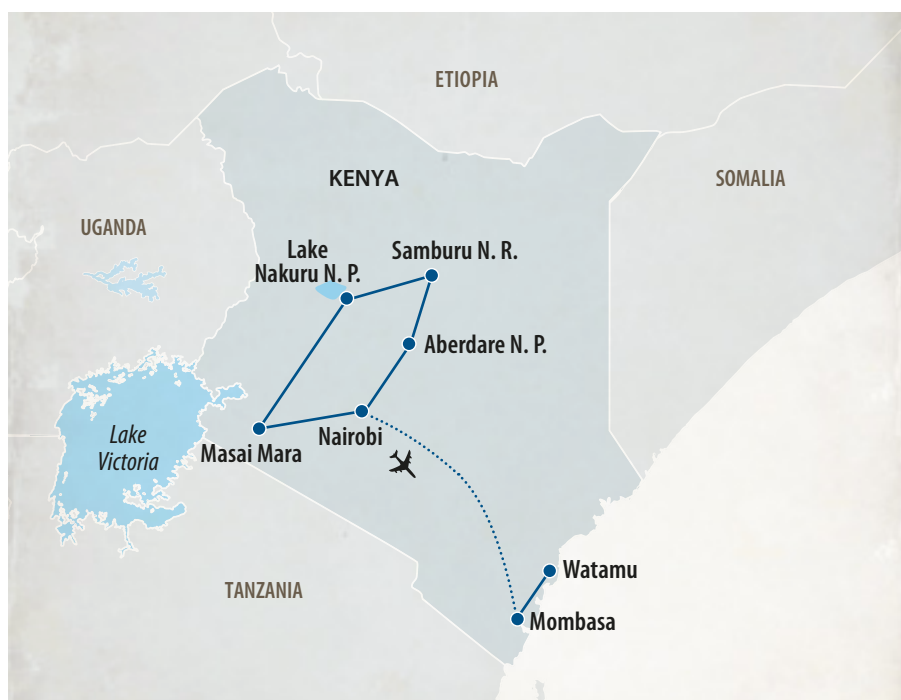 ETIOPIA
KENYA
SOMALIA
UGANDA
Lake
Nakuru N. P.
Samburu N. R.
Aberdare N. P.
Nairobi
Masai Mara
Lake
Victoria
Watamu
TANZANIA
Mombasa